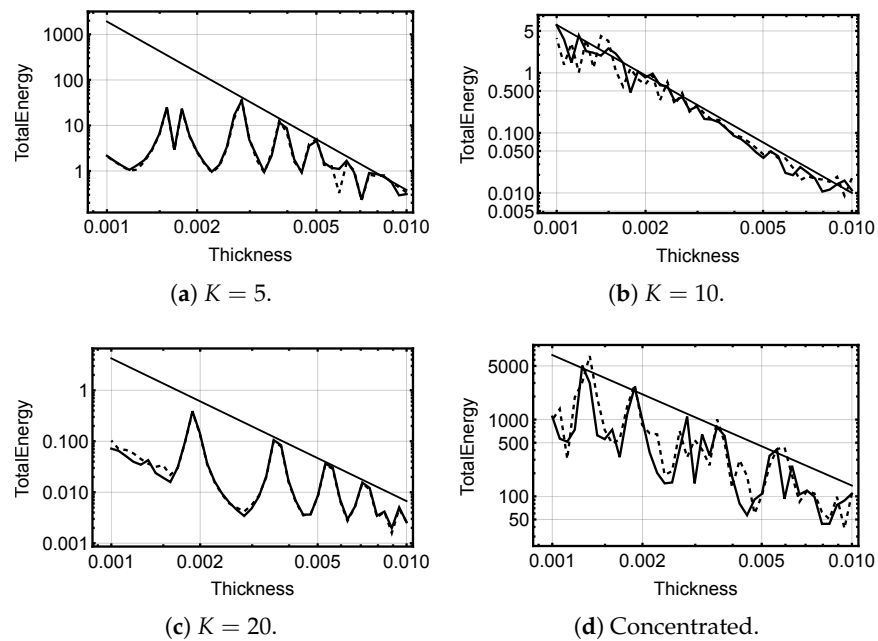 1000
100
10
1
TotalEnergy
0.001 0.002 0.005 0.010
Thickness
(a) K = 5.
5
1
0.500
0.100
0.050
0.010
0.005
TotalEnergy
0.001 0.002 0.005 0.010
Thickness
(b) K = 10.
1
0.100
0.010
0.001
TotalEnergy
0.001 0.002 0.005 0.010
Thickness
(c) K = 20.
5000
1000
500
100
50
TotalEnergy
0.001 0.002 0.005 0.010
Thickness
(d) Concentrated.